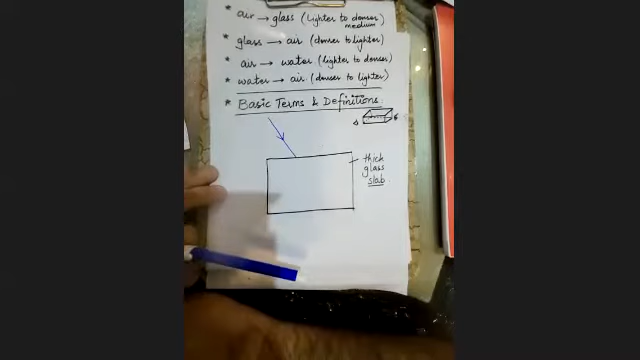 * air → glass (Lighter to denser medium)
* glass → air (denser to lighter)
* air → water (lighter to denser)
* water → air (denser to lighter)
* Basic Terms & Definitions:
thick
glass
slab